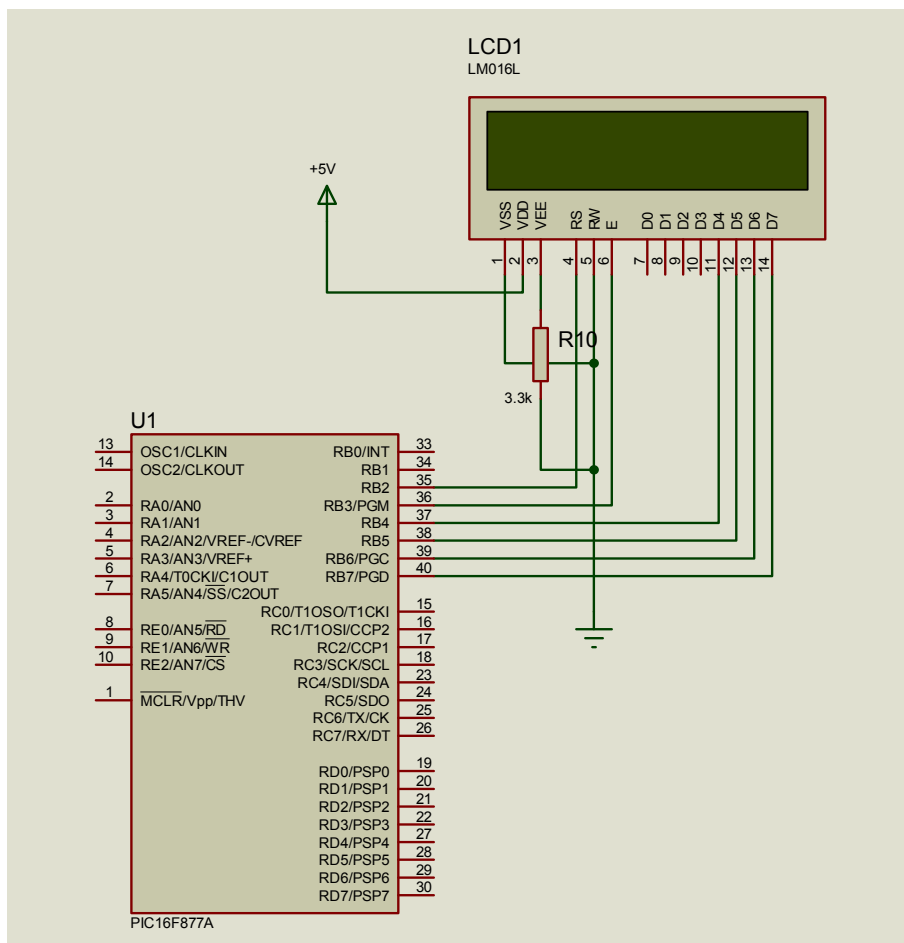 LCD1
LM016L
+5V
VSS
VDD
VEE
RS
RW
E
D0
D1
D2
D3
D4
D5
D6
D7
1
2
3
4
5
6
7
8
9
10
11
12
13
14
R10
3.3k
U1
13 OSC1/CLKIN RB0/INT 33
14 OSC2/CLKOUT RB1 34
RB2 35
2 RA0/AN0 RB3/PGM 36
3 RA1/AN1 RB4 37
4 RA2/AN2/VREF-/CVREF RB5 38
5 RA3/AN3/VREF+ RB6/PGC 39
6 RA4/T0CKI/C1OUT RB7/PGD 40
7 RA5/AN4/SS/C2OUT
RC0/T1OSO/T1CKI 15
8 RE0/AN5/RD RC1/T1OSI/CCP2 16
9 RE1/AN6/WR RC2/CCP1 17
10 RE2/AN7/CS RC3/SCK/SCL 18
RC4/SDI/SDA 23
1 MCLR/Vpp/THV RC5/SDO 24
RC6/TX/CK 25
RC7/RX/DT 26
RD0/PSP0 19
RD1/PSP1 20
RD2/PSP2 21
RD3/PSP3 22
RD4/PSP4 27
RD5/PSP5 28
RD6/PSP6 29
RD7/PSP7 30
PIC16F877A